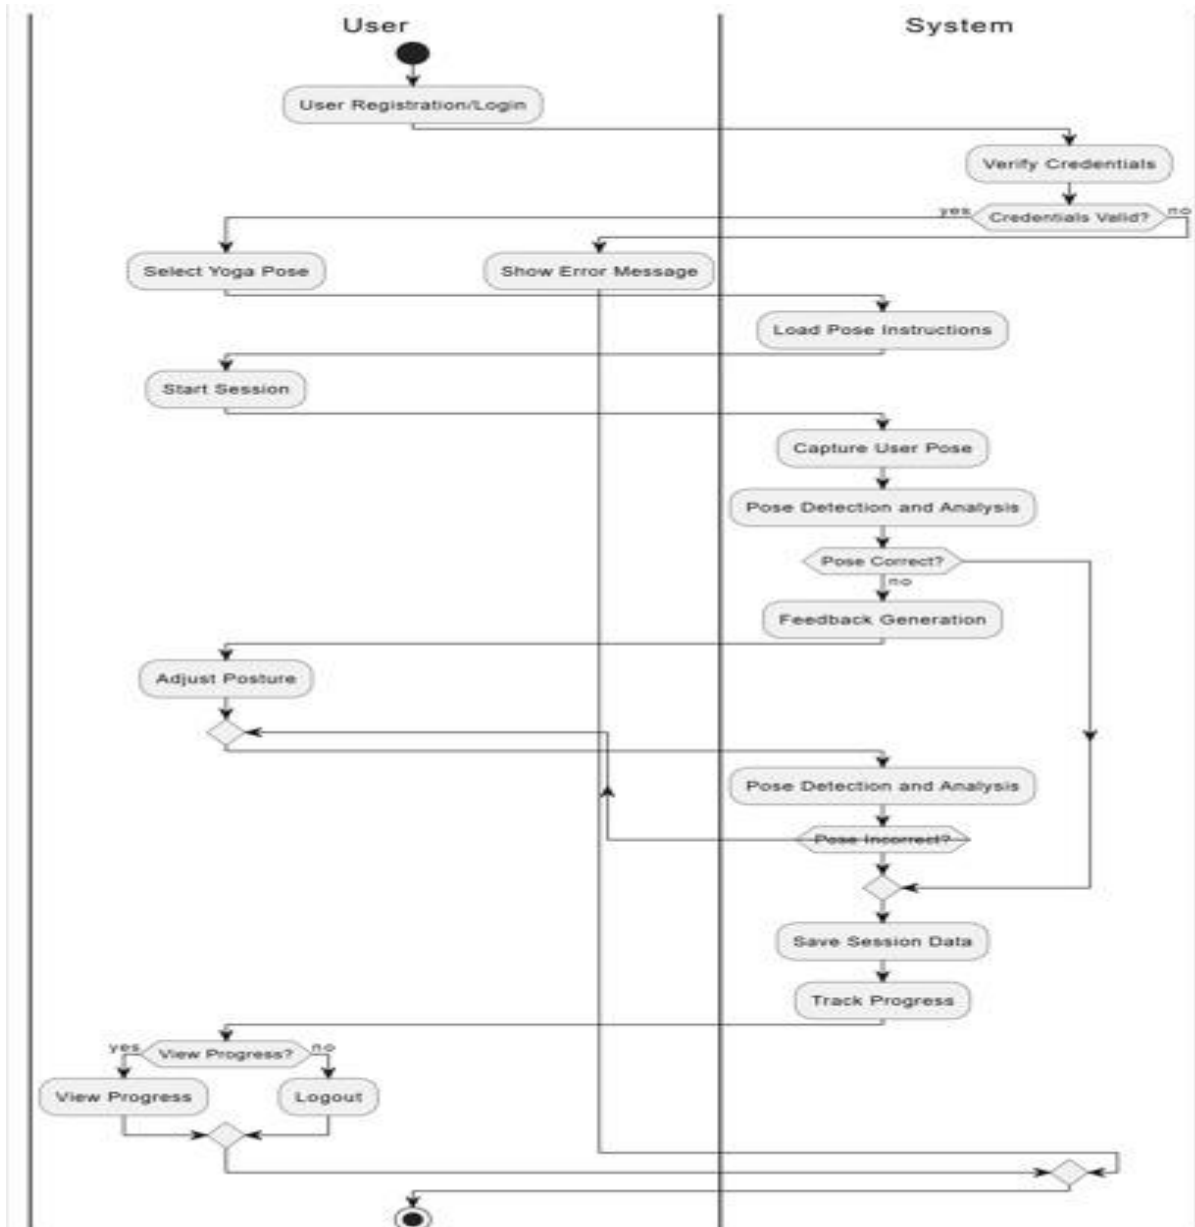 User
System
User Registration/Login
Verify Credentials
yes
Credentials Valid?
no
Select Yoga Pose
Show Error Message
Load Pose Instructions
Start Session
Capture User Pose
Pose Detection and Analysis
Pose Correct?
no
Feedback Generation
Adjust Posture
Pose Detection and Analysis
Pose Incorrect?
Save Session Data
Track Progress
yes
View Progress?
no
View Progress
Logout